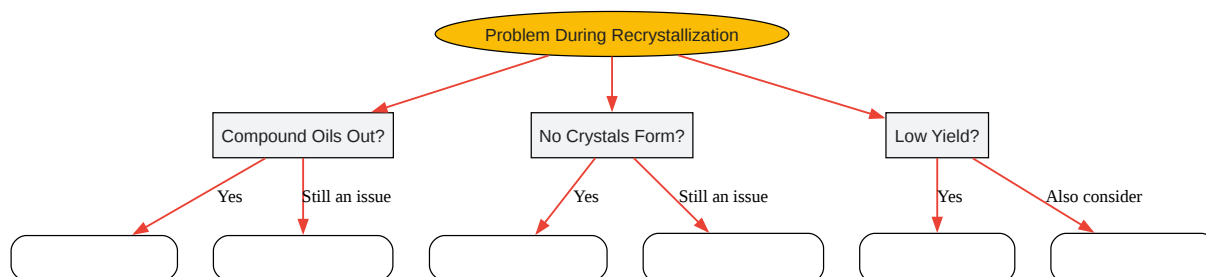 Problem During Recrystallization
Compound Oils Out?
No Crystals Form?
Low Yield?
Yes
Still an issue
Yes
Still an issue
Yes
Also consider